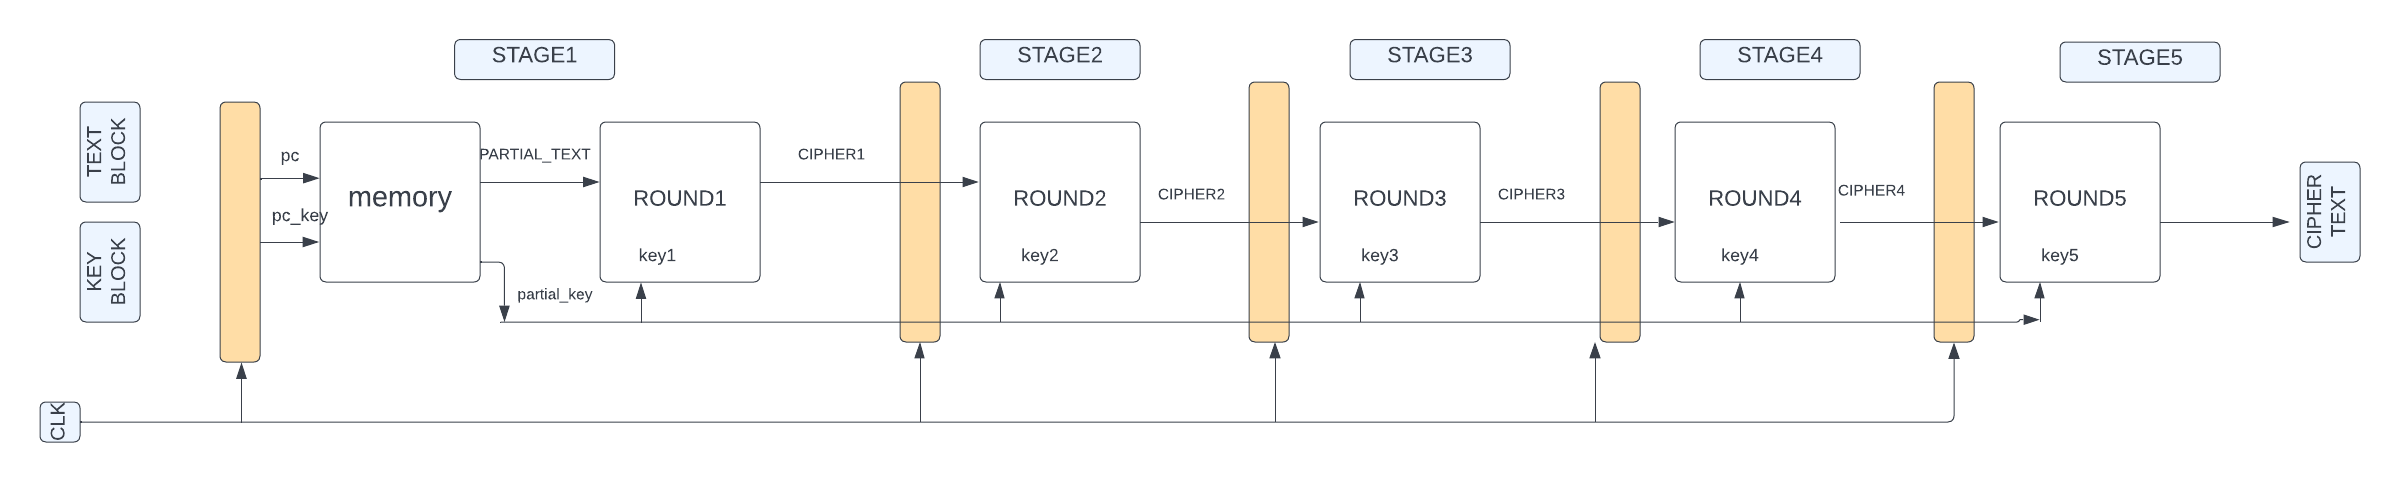 STAGE1
STAGE2
STAGE3
STAGE4
STAGE5
TEXT
BLOCK
KEY
BLOCK
pc
pc_key
memory
PARTIAL_TEXT
partial_key
ROUND1
key1
CIPHER1
ROUND2
key2
CIPHER2
ROUND3
key3
CIPHER3
ROUND4
key4
CIPHER4
ROUND5
key5
CIPHER
TEXT
CLK